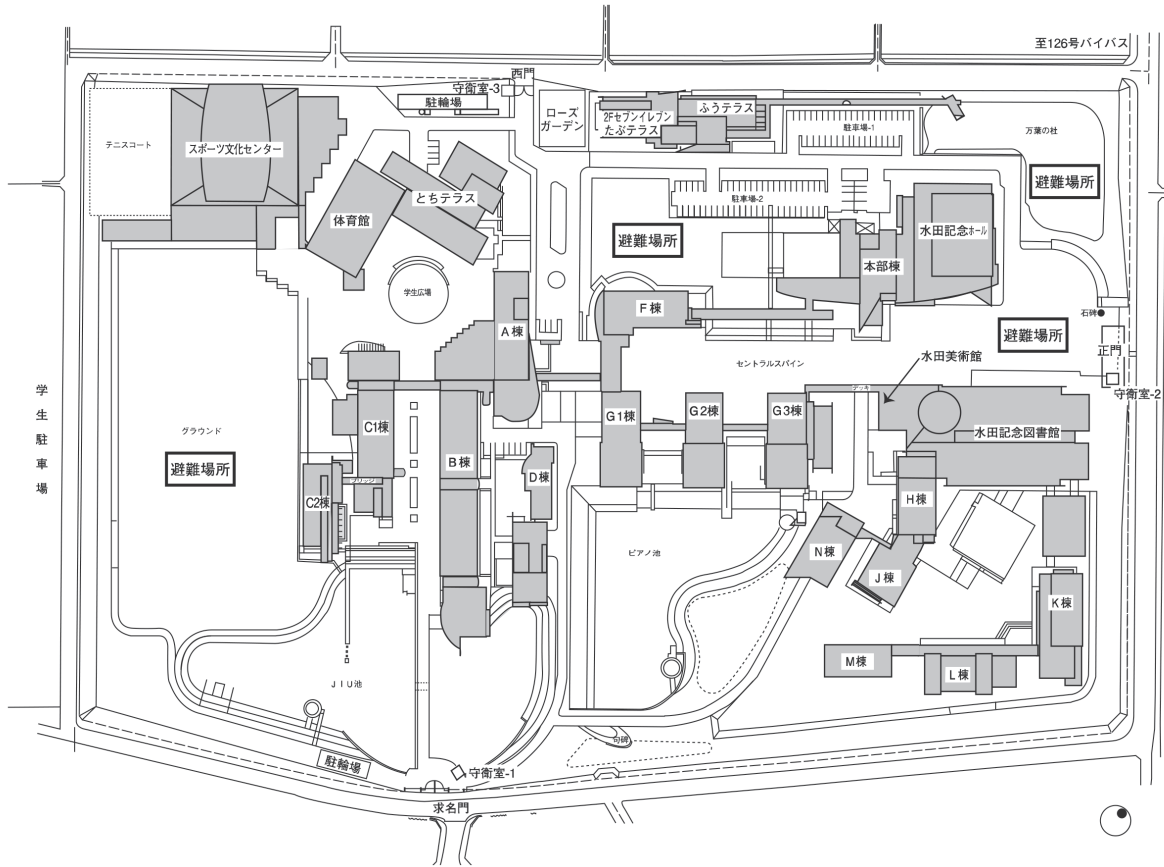 至126号バイパス
西門
守衛室-3
駐輪場
ローズ
ガーデン
2Fセブンイレブン
たぶテラス
ふうテラス
駐車場-1
万葉の杜
避難場所
テニスコート
スポーツ文化センター
とちテラス
体育館
駐車場-2
避難場所
水田記念ホール
本部棟
学生広場
A棟
F棟
石碑
避難場所
正門
守衛室-2
セントラルスパイン
水田美術館
デッキ
学生駐車場
グラウンド
避難場所
C1棟
G1棟
G2棟
G3棟
水田記念図書館
B棟
D棟
ブリッジ
C2棟
H棟
ピアノ池
N棟
J棟
K棟
M棟
L棟
JIU池
句碑
駐輪場
守衛室-1
求名門